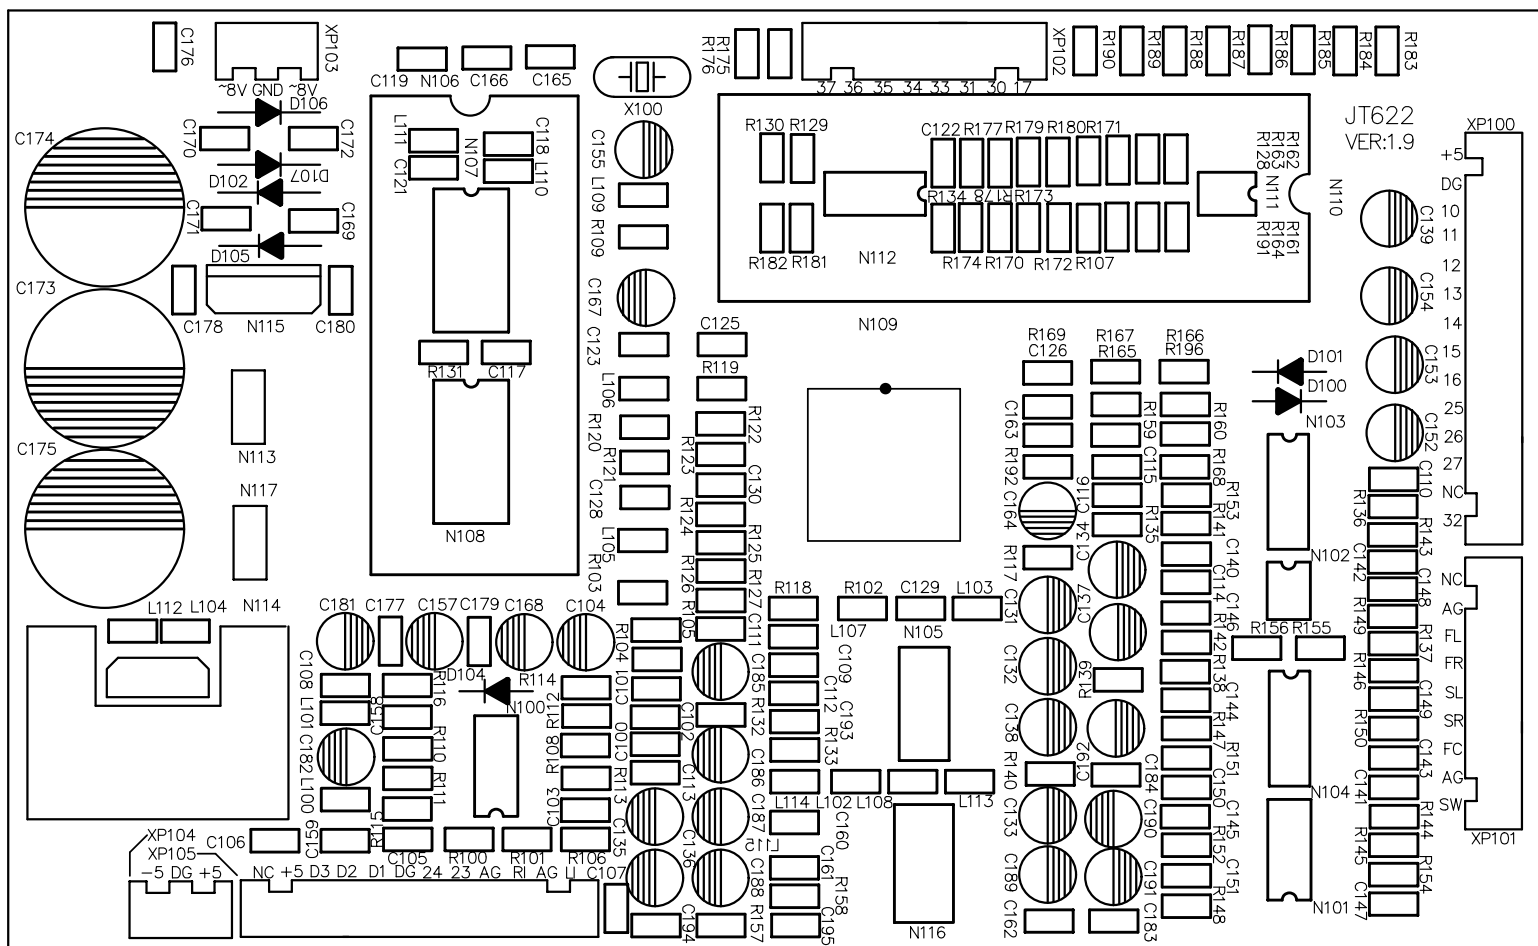 C176
XP103
~8V GND ~8V
C119
N106
C166
C165
X100
R175
R176
37 36 35 34 33 31 30 17
XP102
R190
R189
R188
R187
R186
R185
R184
R183
JT622
VER:1.9
D106
C174
C170
C172
D107
D102
C171
C169
D105
C173
C178
N115
C180
L111
C121
N107
C118
L110
C155
L109
R109
C167
N112
R130
R129
C122
R177
R179
R180
R171
R134
R178
R173
R182
R181
R174
R170
R172
R107
R128
R163
R162
N111
R191
R164
R161
N110
N109
XP100
+5
DG
10
11
12
13
14
15
16
25
26
27
NC
32
C139
C154
C153
C152
C110
C123
C125
R119
L106
R131
C117
N108
R120
R121
C128
L105
R103
R122
R123
C130
R124
R125
R126
R127
R105
C111
R169
C126
R167
R165
R166
R196
D101
D100
N103
C163
R159
R160
R192
C115
R168
C164
C116
R153
C134
R135
R141
R117
C140
C114
C131
C137
C146
R142
C132
R139
R138
C144
C138
R147
R140
C192
R151
C184
C150
C133
C190
C145
R152
C189
C191
C151
C162
C183
R148
N102
R156
R155
N104
N101
R136
R143
C142
C148
R149
R137
R146
C149
R150
C143
C141
R144
R145
R154
C147
NC
AG
FL
FR
SL
SR
FC
AG
SW
XP101
C175
N113
N117
N114
L112
L104
C181
C177
C157
C179
C168
C104
R104
C101
C102
C100
C113
C108
L101
C158
R116
D104
R114
N100
R112
C182
R110
R108
L100
R111
C103
R113
C159
R115
C135
C106
C105
R100
R101
R106
C107
XP104
XP105
-5 DG +5
NC +5 D3 D2 D1 DG 24 23 AG RI AG LI
R118
R102
C129
L103
L107
N105
C185
C109
C112
R132
C193
R133
C186
L114
L102
L108
L113
C187
C160
L115
C136
C188
C161
R158
C194
R157
C195
N116